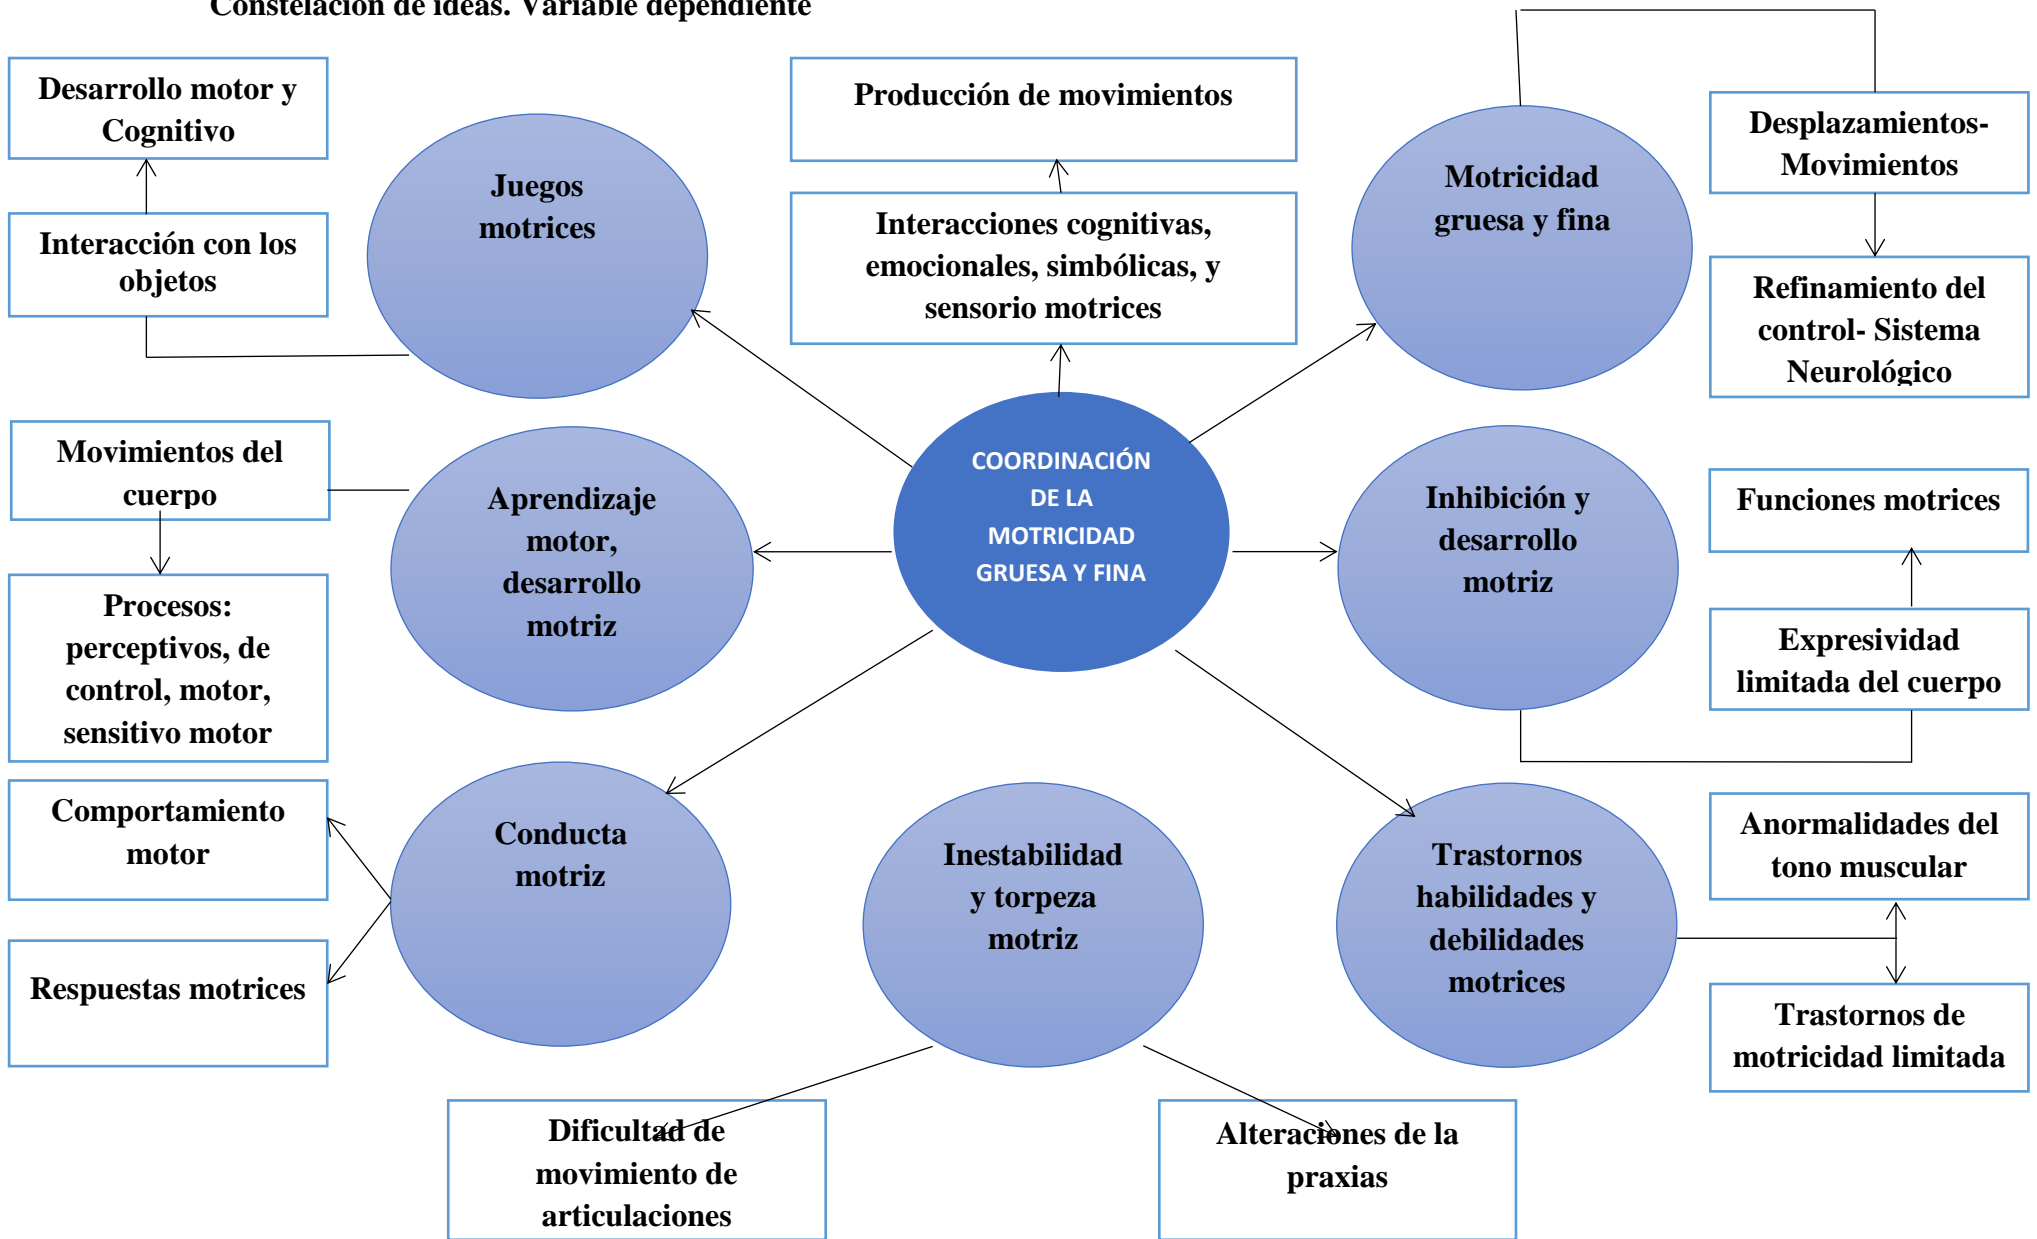 Constelación de ideas. Variable dependiente
Desarrollo motor y
Cognitivo
Interacción con los
objetos
Juegos
motrices
Producción de movimientos
Interacciones cognitivas,
emocionales, simbólicas, y
sensorio motrices
Motricidad
gruesa y fina
Desplazamientos-
Movimientos
Refinamiento del
control- Sistema
Neurológico
Movimientos del
cuerpo
Procesos:
perceptivos, de
control, motor,
sensitivo motor
Aprendizaje
motor,
desarrollo
motriz
COORDINACIÓN
DE LA
MOTRICIDAD
GRUESA Y FINA
Inhibición y
desarrollo
motriz
Funciones motrices
Expresividad
limitada del cuerpo
Comportamiento
motor
Respuestas motrices
Conducta
motriz
Inestabilidad
y torpeza
motriz
Trastornos
habilidades y
debilidades
motrices
Anormalidades del
tono muscular
Trastornos de
motricidad limitada
Dificultad de
movimiento de
articulaciones
Alteraciones de la
praxias